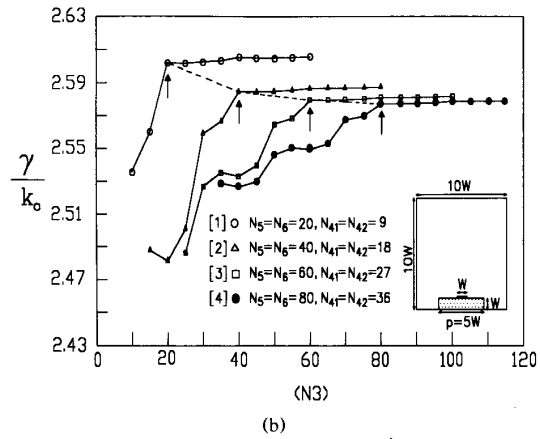 2.63
2.59
2.55
2.51
2.47
2.43
γ
k₀
0 20 40 60 80 100 120
(N3)
[1] ○ N₅=N₆=20, N₄₁=N₄₂=9
[2] △ N₅=N₆=40, N₄₁=N₄₂=18
[3] □ N₅=N₆=60, N₄₁=N₄₂=27
[4] ● N₅=N₆=80, N₄₁=N₄₂=36
10W
10W
W
W
p=5W
(b)